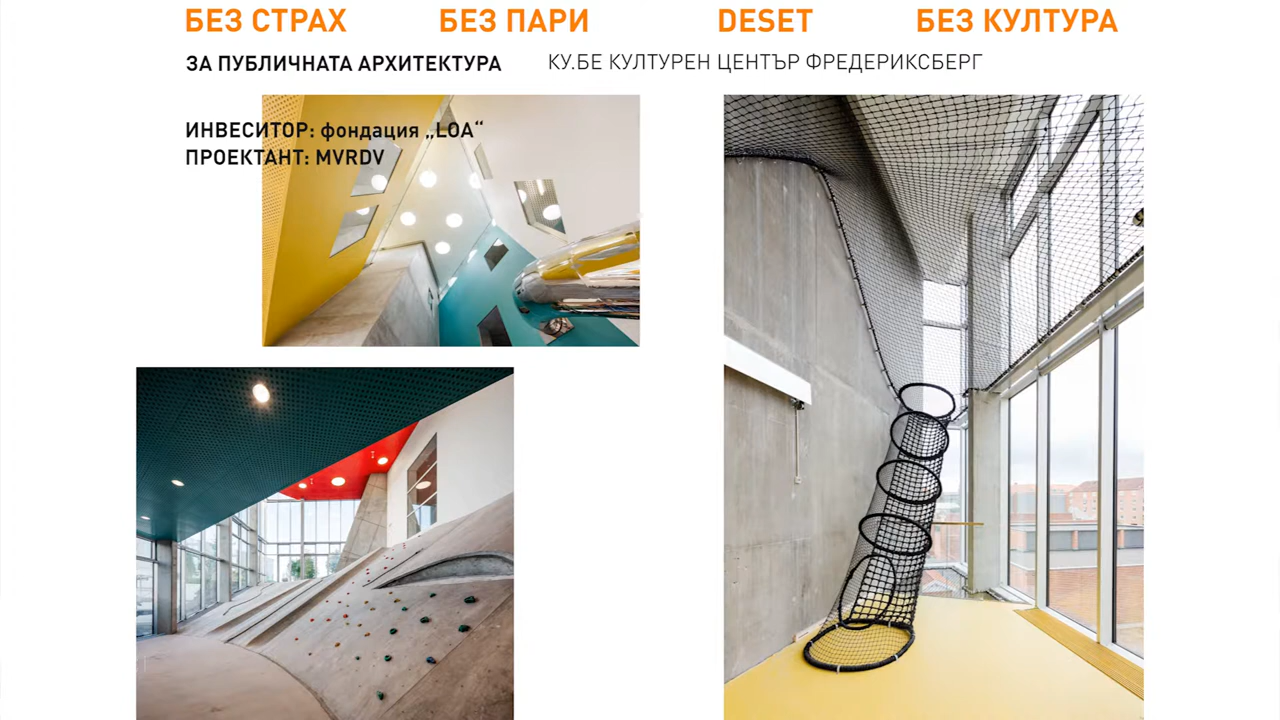 БЕЗ СТРАХ БЕЗ ПАРИ DESET БЕЗ КУЛТУРА
ЗА ПУБЛИЧНАТА АРХИТЕКТУРА КУ.БЕ КУЛТУРЕН ЦЕНТЪР ФРЕДЕРИКСБЕРГ
ИНВЕСИТОР: фондация „LOA“
ПРОЕКТАНТ: MVRDV